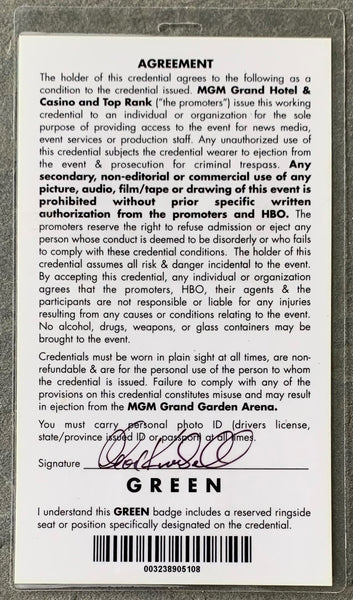 AGREEMENT
The holder of this credential agrees to the following as a
condition to the credential issued. MGM Grand Hotel &
Casino and Top Rank ("the promoters") issue this working
credential to an individual or organization for the sole
purpose of providing access to the event for news media,
event services or production staff. Any unauthorized use of
this credential subjects the credential wearer to ejection from
the event & prosecution for criminal trespass. Any
secondary, non-editorial or commercial use of any
picture, audio, film/tape or drawing of this event is
prohibited without prior specific written
authorization from the promoters and HBO. The
promoters reserve the right to refuse admission or eject any
person whose conduct is deemed to be disorderly or who fails
to comply with these credential conditions. The holder of this
credential assumes all risk & danger incidental to the event.
By accepting this credential, any individual or organization
agrees that the promoters, HBO, their agents & the
participants are not responsible or liable for any injuries
resulting from any causes or conditions relating to the event.
No alcohol, drugs, weapons, or glass containers may be
brought to the event.
Credentials must be worn in plain sight at all times, are non-
refundable & are for the personal use of the person to whom
the credential is issued. Failure to comply with any of the
provisions on this credential constitutes misuse and may result
in ejection from the MGM Grand Garden Arena.
You must carry personal photo ID (drivers license,
state/province issued ID or passport) at all times.
Signature
GREEN
I understand this GREEN badge includes a reserved ringside
seat or position specifically designated on the credential.
003238905108